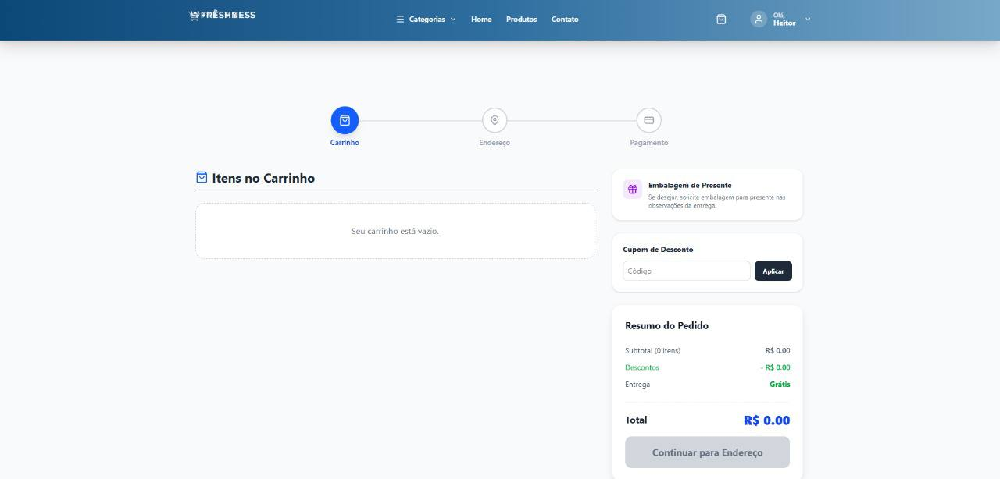 FRESHNESS
Categorias
Home
Produtos
Contato
Olá,
Heitor
Carrinho
Endereço
Pagamento
Itens no Carrinho
Seu carrinho está vazio.
Embalagem de Presente
Se desejar, solicite embalagem para presente nas
observações da entrega.
Cupom de Desconto
Código
Aplicar
Resumo do Pedido
Subtotal (0 itens) R$ 0.00
Descontos - R$ 0.00
Entrega Grátis
Total R$ 0.00
Continuar para Endereço